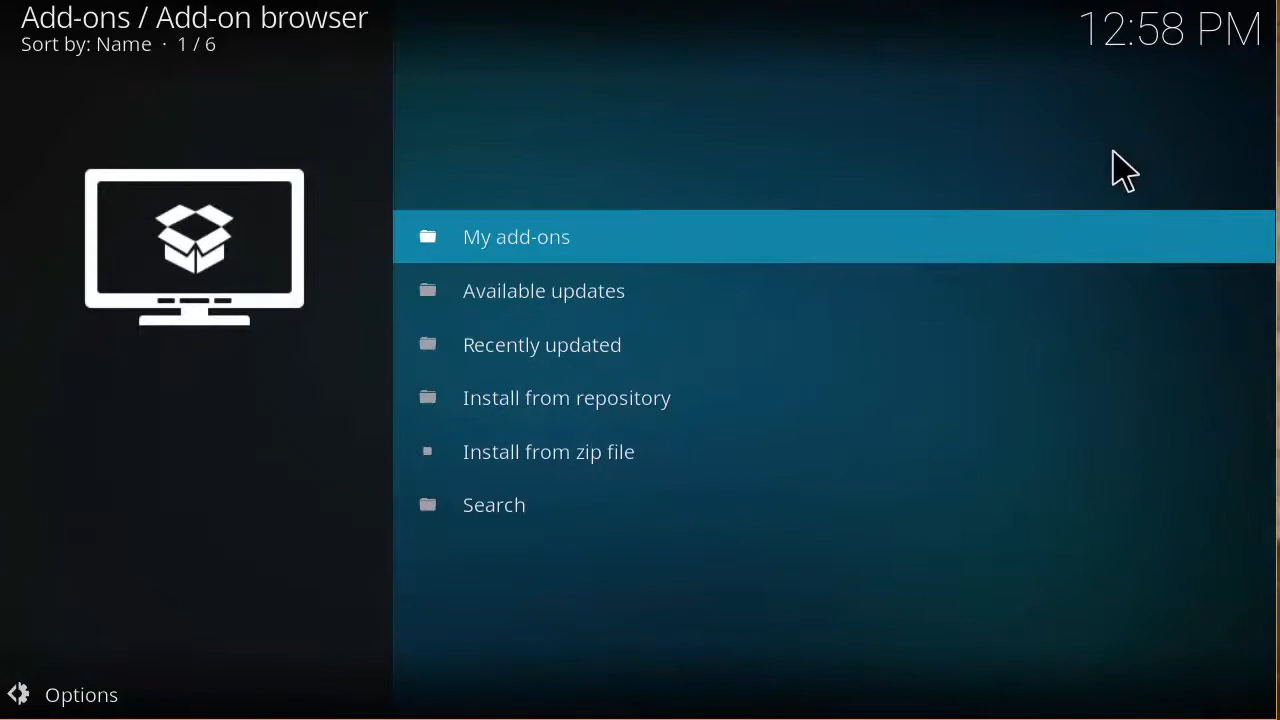 Add-ons / Add-on browser
Sort by: Name · 1 / 6
12:58 PM
My add-ons
Available updates
Recently updated
Install from repository
Install from zip file
Search
Options